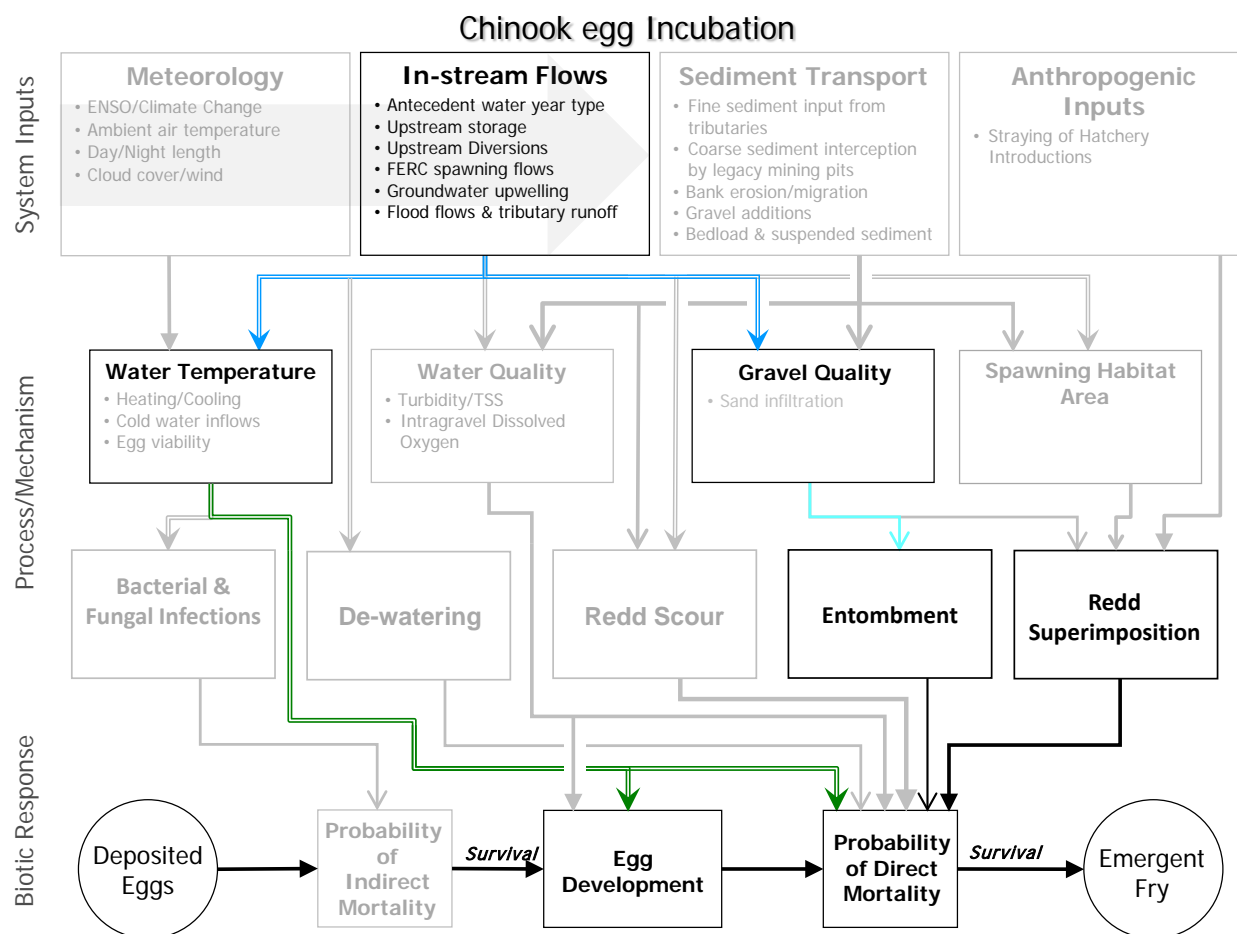 Chinook egg Incubation
System Inputs
Meteorology
• ENSO/Climate Change
• Ambient air temperature
• Day/Night length
• Cloud cover/wind
In-stream Flows
• Antecedent water year type
• Upstream storage
• Upstream Diversions
• FERC spawning flows
• Groundwater upwelling
• Flood flows & tributary runoff
Sediment Transport
• Fine sediment input from
tributaries
• Coarse sediment interception
by legacy mining pits
• Bank erosion/migration
• Gravel additions
• Bedload & suspended sediment
Anthropogenic
Inputs
• Straying of Hatchery
Introductions
Process/Mechanism
Water Temperature
• Heating/Cooling
• Cold water inflows
• Egg viability
Water Quality
• Turbidity/TSS
• Intragravel Dissolved
Oxygen
Gravel Quality
• Sand infiltration
Spawning Habitat
Area
Bacterial &
Fungal Infections
De-watering
Redd Scour
Entombment
Redd
Superimposition
Biotic Response
Deposited
Eggs
Probability
of
Indirect
Mortality
Survival
Egg
Development
Probability
of Direct
Mortality
Survival
Emergent
Fry